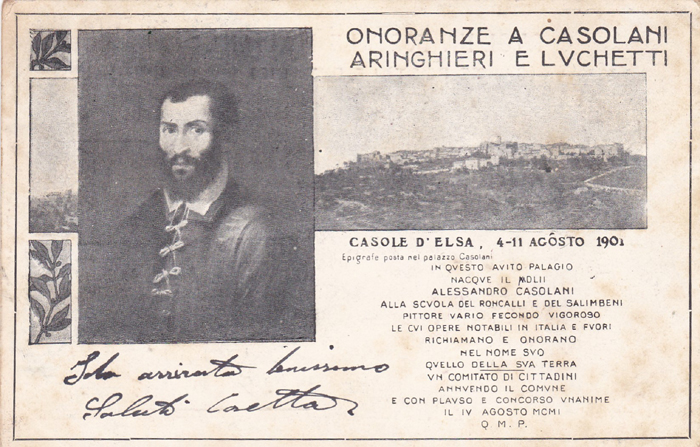 ONORANZE A CASOLANI
ARINGHIERI E LVCHETTI
CASOLE D'ELSA, 4-11 AGOSTO 1901
Epigrafe posta nel palazzo Casolani
IN QVESTO AVITO PALAGIO
NACQVE IL MDLII
ALESSANDRO CASOLANI
ALLA SCVOLA DEL RONCALLI E DEL SALIMBENI
PITTORE VARIO FECONDO VIGOROSO
LE CVI OPERE NOTABILI IN ITALIA E FVORI
RICHIAMANO E ONORANO
NEL NOME SVO
QVELLO DELLA SVA TERRA
VN COMITATO DI CITTADINI
ANNVENDO IL COMVNE
E CON PLAVSO E CONCORSO VNANIME
IL IV AGOSTO MCMI
Q. M. P.
arrivata benissimo
Saluti